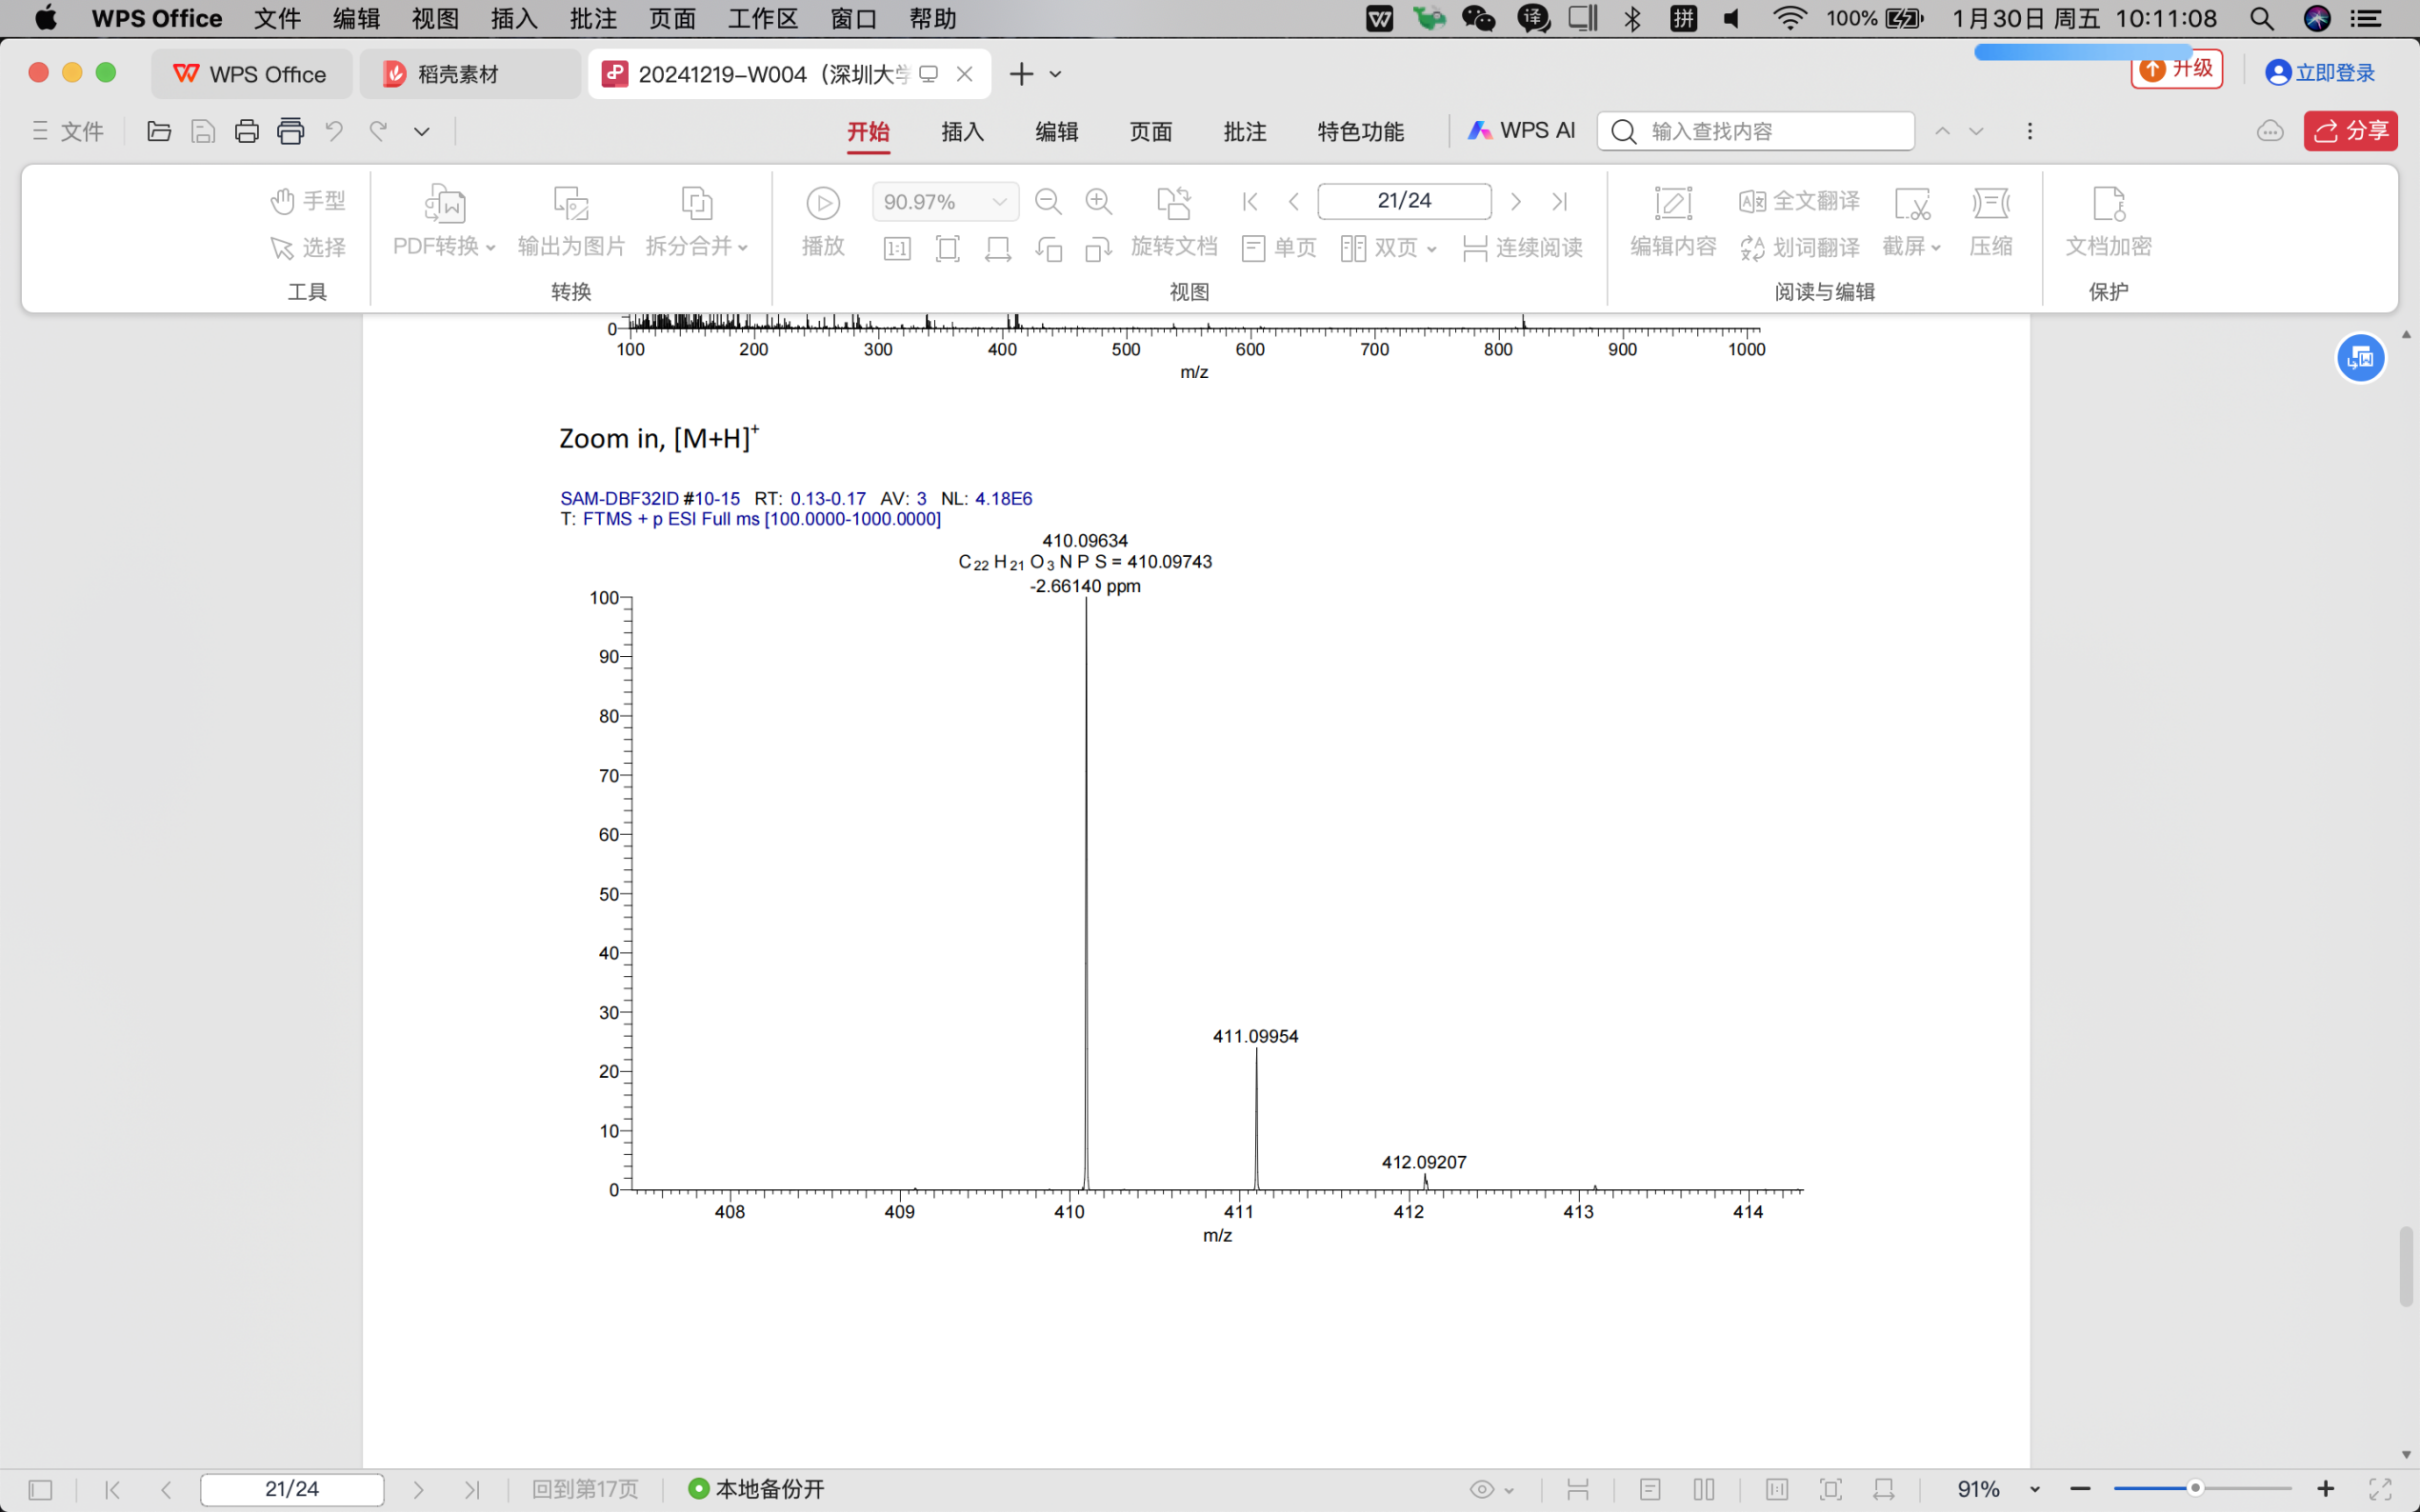 WPS Office 文件 编辑 视图 插入 批注 页面 工作区 窗口 帮助 译 拼 100% 1月30日 周五 10:11:08
WPS Office 稻壳素材 20241219-W004（深圳大学 升级 立即登录
文件 开始 插入 编辑 页面 批注 特色功能 WPS AI 输入查找内容 分享
手型 90.97% 21/24 全文翻译
选择 PDF转换 输出为图片 拆分合并 播放 1:1 旋转文档 单页 双页 连续阅读 编辑内容 划词翻译 截屏 压缩 文档加密
工具 转换 视图 阅读与编辑 保护
0
100 200 300 400 500 600 700 800 900 1000
m/z
Zoom in, [M+H]+
SAM-DBF32ID #10-15 RT: 0.13-0.17 AV: 3 NL: 4.18E6
T: FTMS + p ESI Full ms [100.0000-1000.0000]
410.09634
C22 H21 O3 N P S = 410.09743
-2.66140 ppm
100
90
80
70
60
50
40
30
411.09954
20
10
412.09207
0
408 409 410 411 412 413 414
m/z
21/24 回到第17页 本地备份开 91%